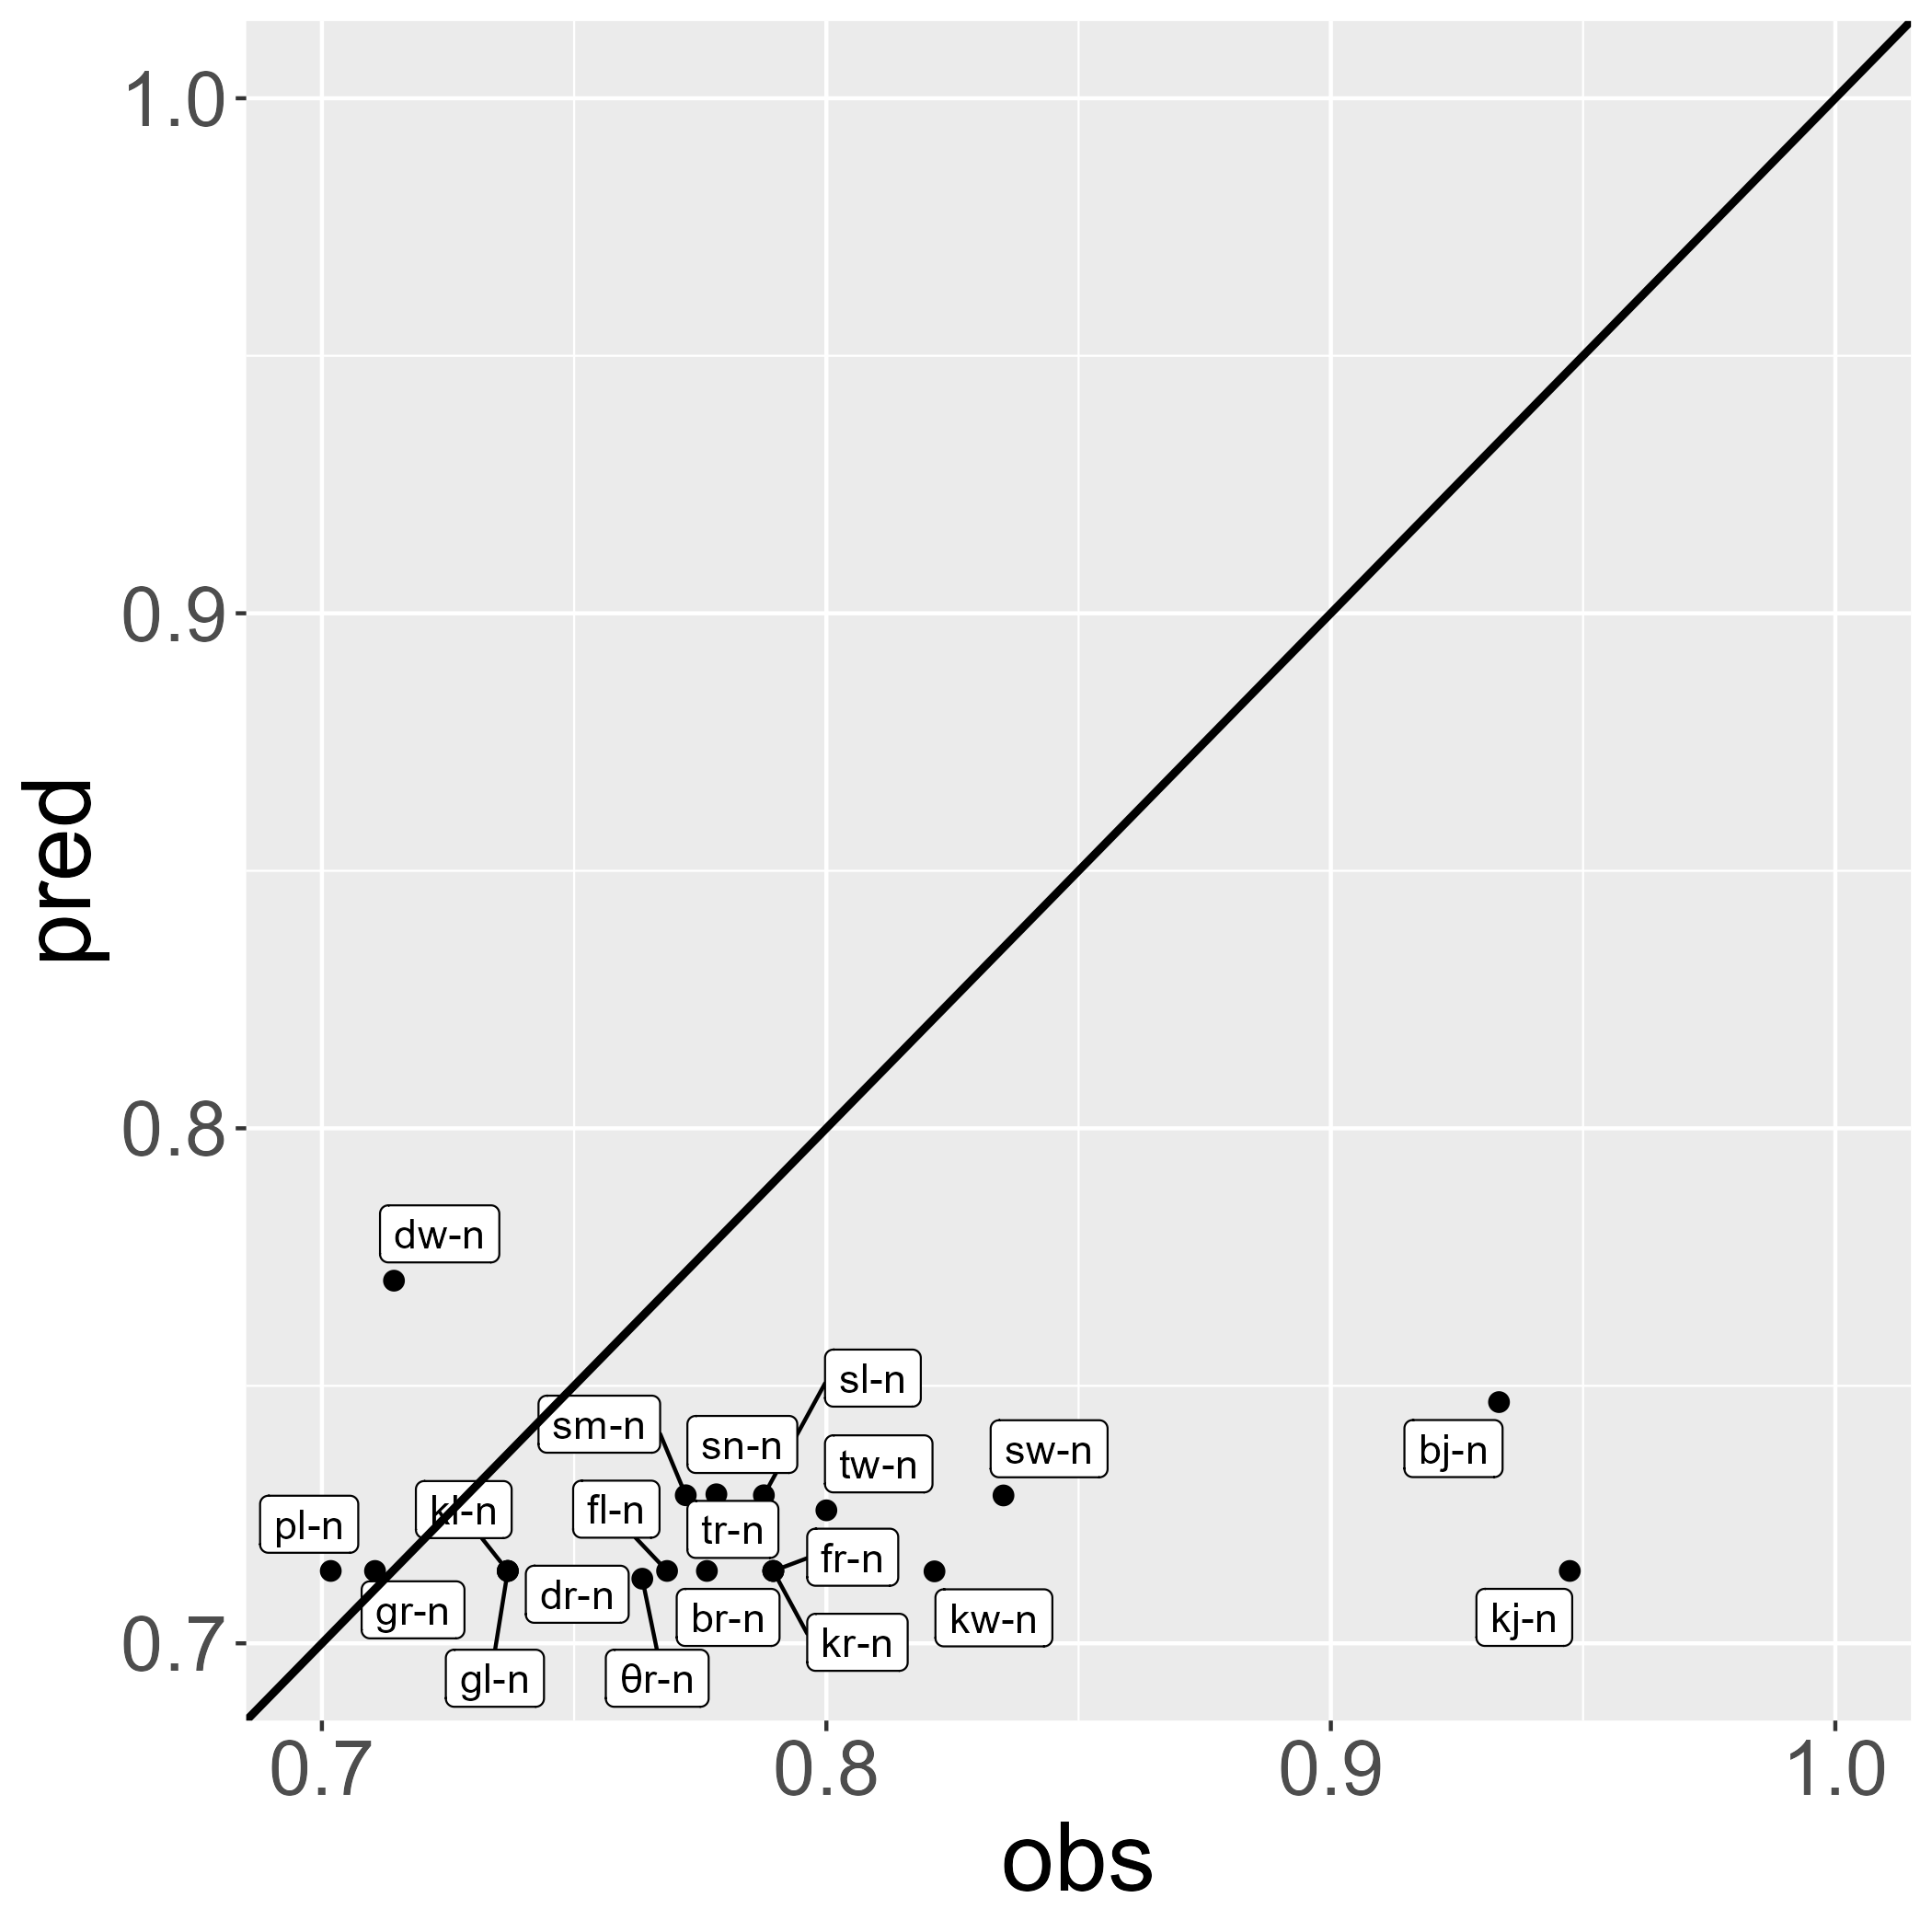 1.0
0.9
0.8
0.7
pred
dw-n
sl-n
sm-n
sn-n
sw-n
bj-n
tw-n
pl-n
kl-n
fl-n
tr-n
fr-n
dr-n
gr-n
br-n
kw-n
kj-n
kr-n
gl-n
θr-n
0.7
0.8
0.9
1.0
obs